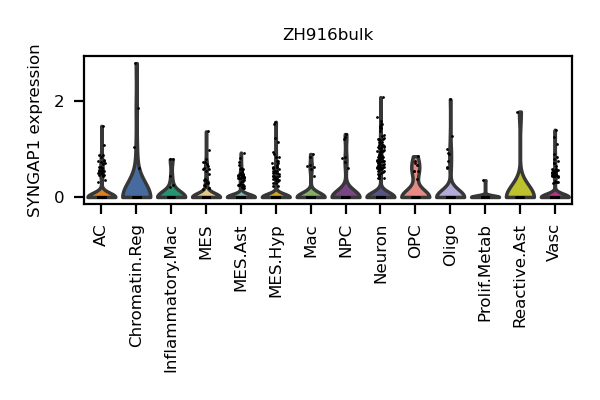 ZH916bulk
SYNGAP1 expression
2
0
AC
Chromatin.Reg
Inflammatory.Mac
MES
MES.Ast
MES.Hyp
Mac
NPC
Neuron
OPC
Oligo
Prolif.Metab
Reactive.Ast
Vasc